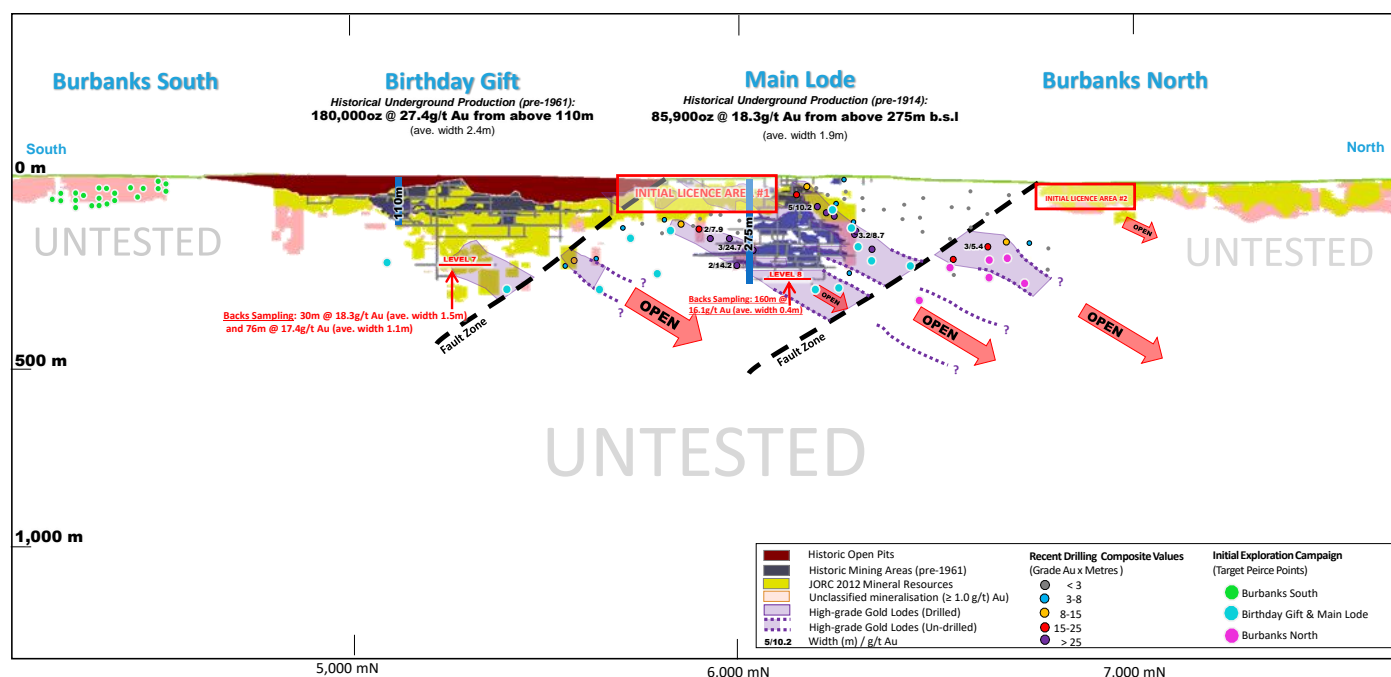 Burbanks South
Birthday Gift
Main Lode
Burbanks North
Historical Underground Production (pre-1961):
180,000oz @ 27.4g/t Au from above 110m
(ave. width 2.4m)
Historical Underground Production (pre-1914):
85,900oz @ 18.3g/t Au from above 275m b.s.l
(ave. width 1.9m)
South
North
0 m
110m
INITIAL LICENCE AREA #1
275m
5/10.2
INITIAL LICENCE AREA #2
UNTESTED
2/7.9
3/24.7
2/14.2
3.2/8.7
3/5.4
OPEN
UNTESTED
LEVEL 7
LEVEL 8
?
?
OPEN
Backs Sampling: 30m @ 18.3g/t Au (ave. width 1.5m)
and 76m @ 17.4g/t Au (ave. width 1.1m)
Backs Sampling: 160m @
16.1g/t Au (ave. width 0.4m)
?
OPEN
OPEN
OPEN
?
Fault Zone
Fault Zone
500 m
UNTESTED
1,000 m
Historic Open Pits
Historic Mining Areas (pre-1961)
JORC 2012 Mineral Resources
Unclassified mineralisation (≥ 1.0 g/t) Au
High-grade Gold Lodes (Drilled)
High-grade Gold Lodes (Un-drilled)
5/10.2 Width (m) / g/t Au
Recent Drilling Composite Values
(Grade Au x Metres)
< 3
3-8
8-15
15-25
> 25
Initial Exploration Campaign
(Target Peirce Points)
Burbanks South
Birthday Gift & Main Lode
Burbanks North
5,000 mN
6,000 mN
7,000 mN